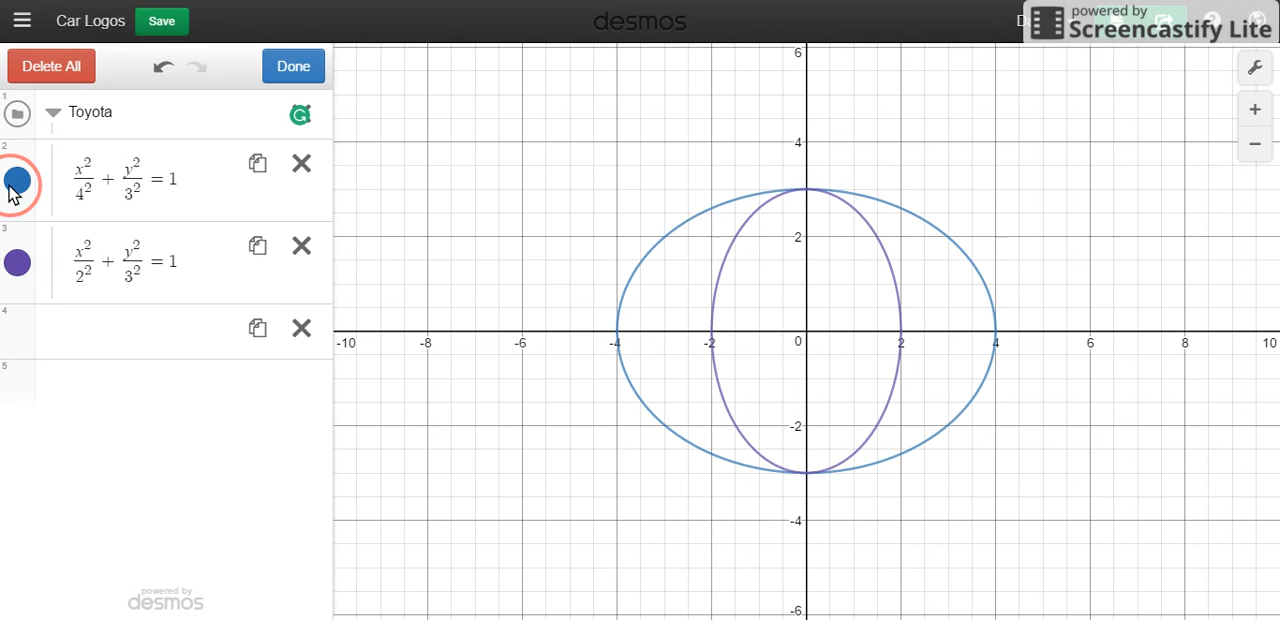 Car Logos Save desmos D
powered by
Screencastify Lite
Delete All Done
1 Toyota
2 x²/4² + y²/3² = 1
3 x²/2² + y²/3² = 1
4
5
powered by
desmos
6
4
2
-10 -8 -6 -4 -2 0 2 4 6 8 10
-2
-4
-6
+
−